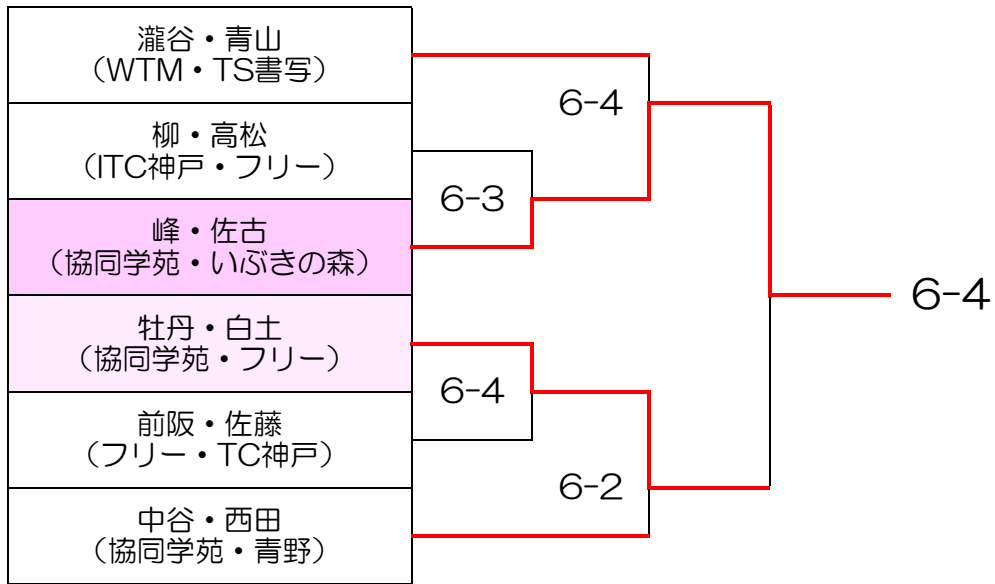 瀧谷・青山
（WTM・TS書写）
柳・高松
（ITC神戸・フリー）
峰・佐古
（協同学苑・いぶきの森）
牡丹・白土
（協同学苑・フリー）
前阪・佐藤
（フリー・TC神戸）
中谷・西田
（協同学苑・青野）
6-4
6-3
6-4
6-4
6-2